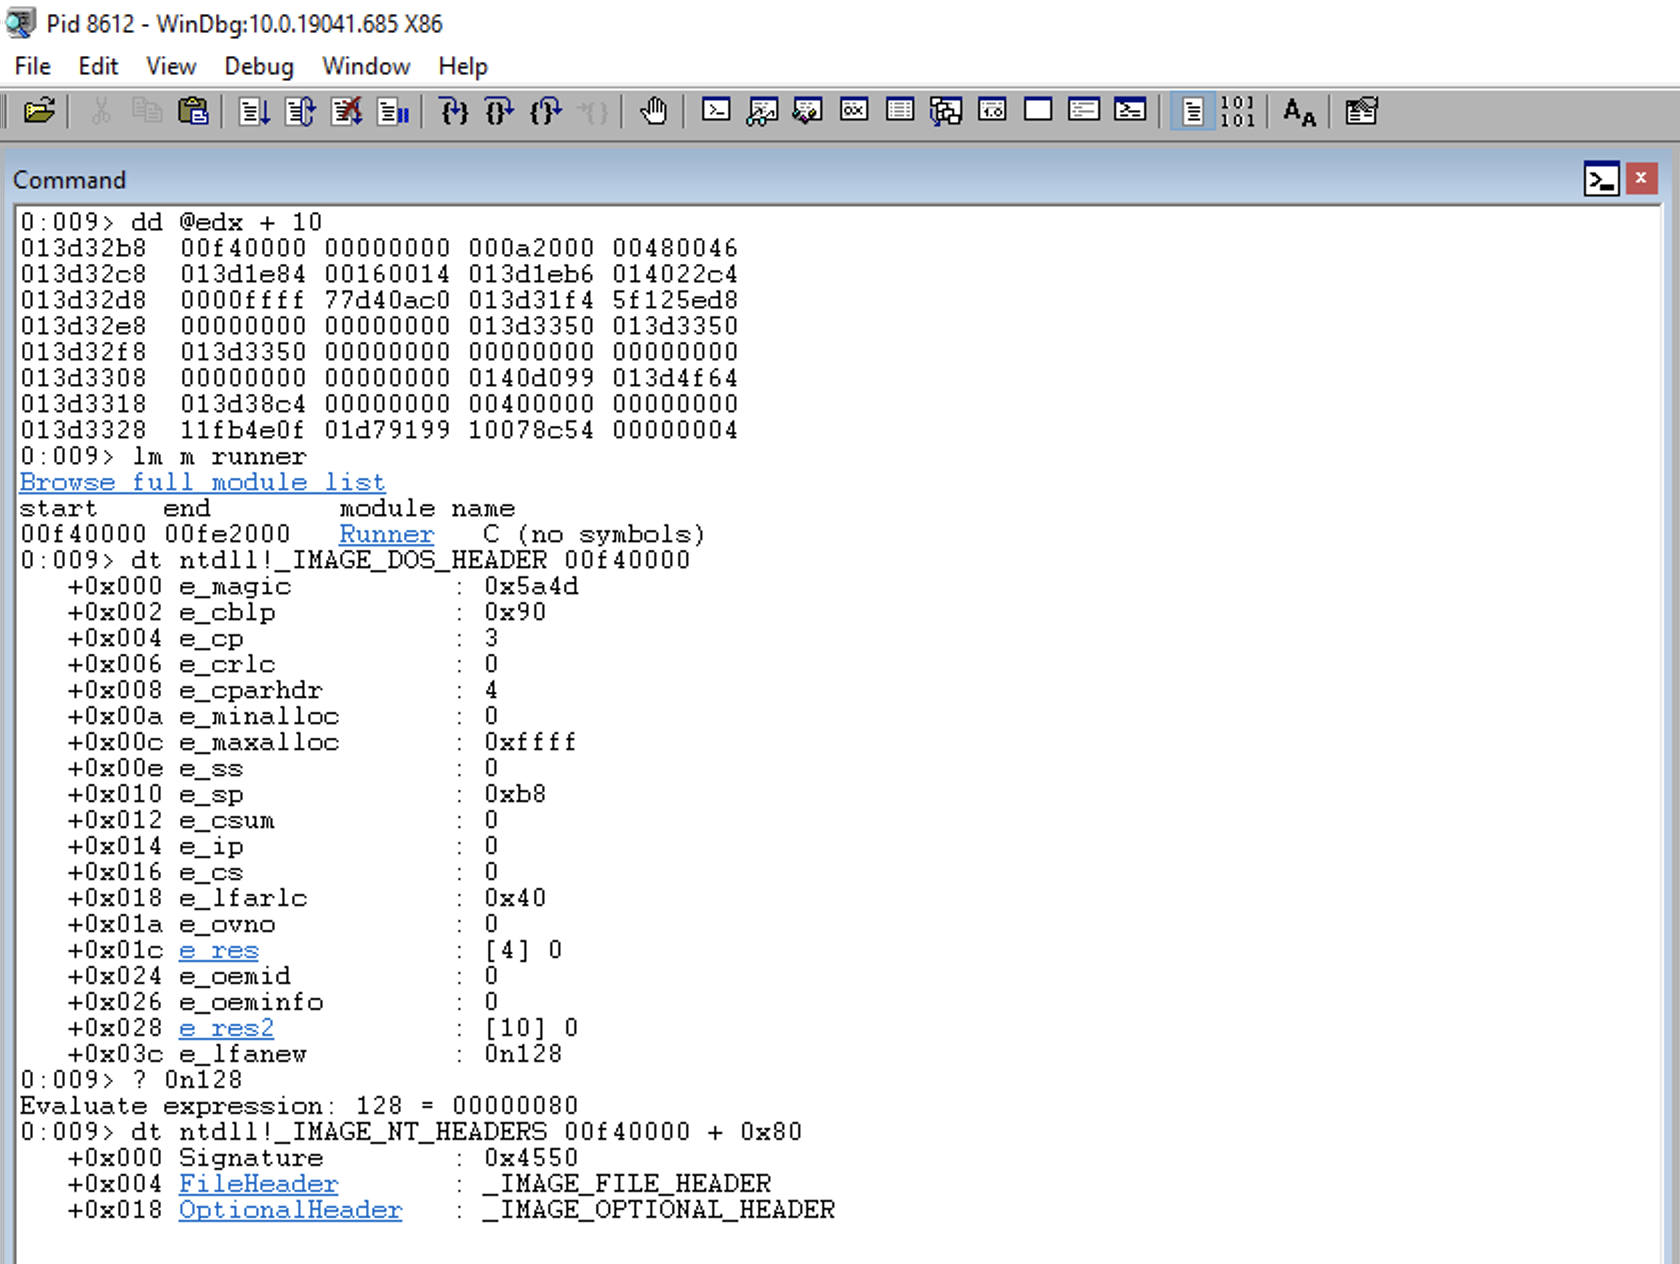 Pid 8612 - WinDbg:10.0.19041.685 X86
File Edit View Debug Window Help
101
101
AA
Command
0:009> dd @edx + 10
013d32b8  00f40000 00000000 000a2000 00480046
013d32c8  013d1e84 00160014 013d1eb6 014022c4
013d32d8  0000ffff 77d40ac0 013d31f4 5f125ed8
013d32e8  00000000 00000000 013d3350 013d3350
013d32f8  013d3350 00000000 00000000 00000000
013d3308  00000000 00000000 0140d099 013d4f64
013d3318  013d38c4 00000000 00400000 00000000
013d3328  11fb4e0f 01d79199 10078c54 00000004
0:009> lm m runner
Browse full module list
start    end        module name
00f40000 00fe2000   Runner   C (no symbols)
0:009> dt ntdll!_IMAGE_DOS_HEADER 00f40000
+0x000 e_magic : 0x5a4d
+0x002 e_cblp : 0x90
+0x004 e_cp : 3
+0x006 e_crlc : 0
+0x008 e_cparhdr : 4
+0x00a e_minalloc : 0
+0x00c e_maxalloc : 0xffff
+0x00e e_ss : 0
+0x010 e_sp : 0xb8
+0x012 e_csum : 0
+0x014 e_ip : 0
+0x016 e_cs : 0
+0x018 e_lfarlc : 0x40
+0x01a e_ovno : 0
+0x01c e_res : [4] 0
+0x024 e_oemid : 0
+0x026 e_oeminfo : 0
+0x028 e_res2 : [10] 0
+0x03c e_lfanew : 0n128
0:009> ? 0n128
Evaluate expression: 128 = 00000080
0:009> dt ntdll!_IMAGE_NT_HEADERS 00f40000 + 0x80
+0x000 Signature : 0x4550
+0x004 FileHeader : _IMAGE_FILE_HEADER
+0x018 OptionalHeader : _IMAGE_OPTIONAL_HEADER